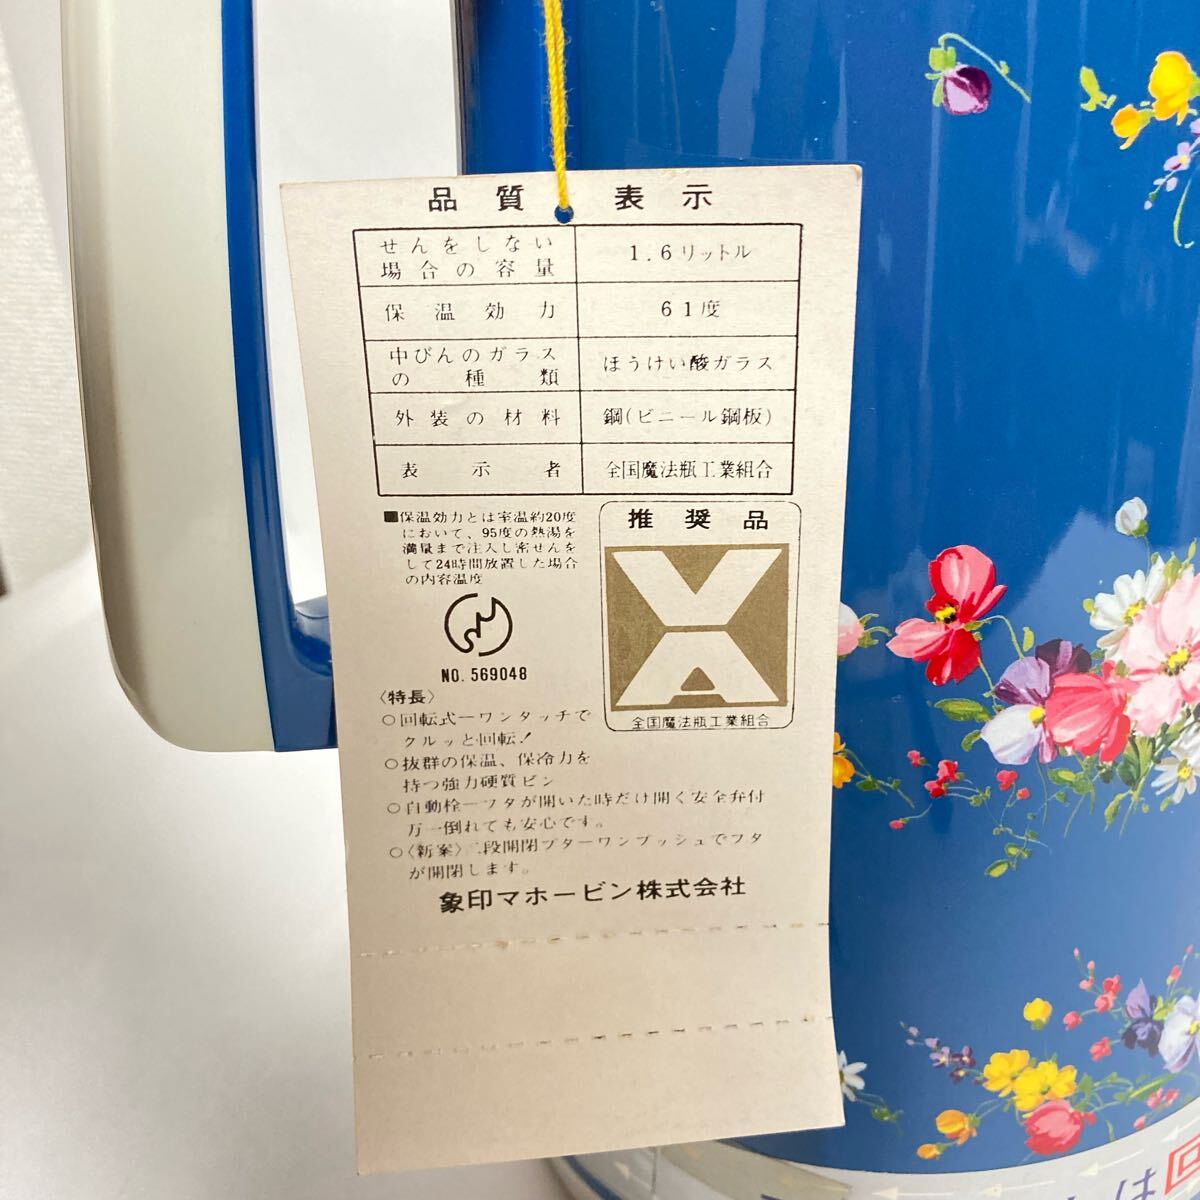 品質表示
せんをしない場合の容量 1.6リットル
保温効力 61度
中びんのガラスの種類 ほうけい酸ガラス
外装の材料 鋼(ビニール鋼板)
表示者 全国魔法瓶工業組合
■保温効力とは室温約20度
において、95度の熱湯を
満量まで注入し密せんを
して24時間放置した場合
の内容温度
NO. 569048
推奨品
VA
全国魔法瓶工業組合
〈特長〉
○回転式ーワンタッチで
クルッと回転!
○抜群の保温、保冷力を
持つ強力硬質ビン
○自動栓ーフタが開いた時だけ開く安全弁付
万一倒れても安心です。
○〈新案〉二段開閉ブターワンプッシュでフタ
が開閉します。
象印マホービン株式会社
は回